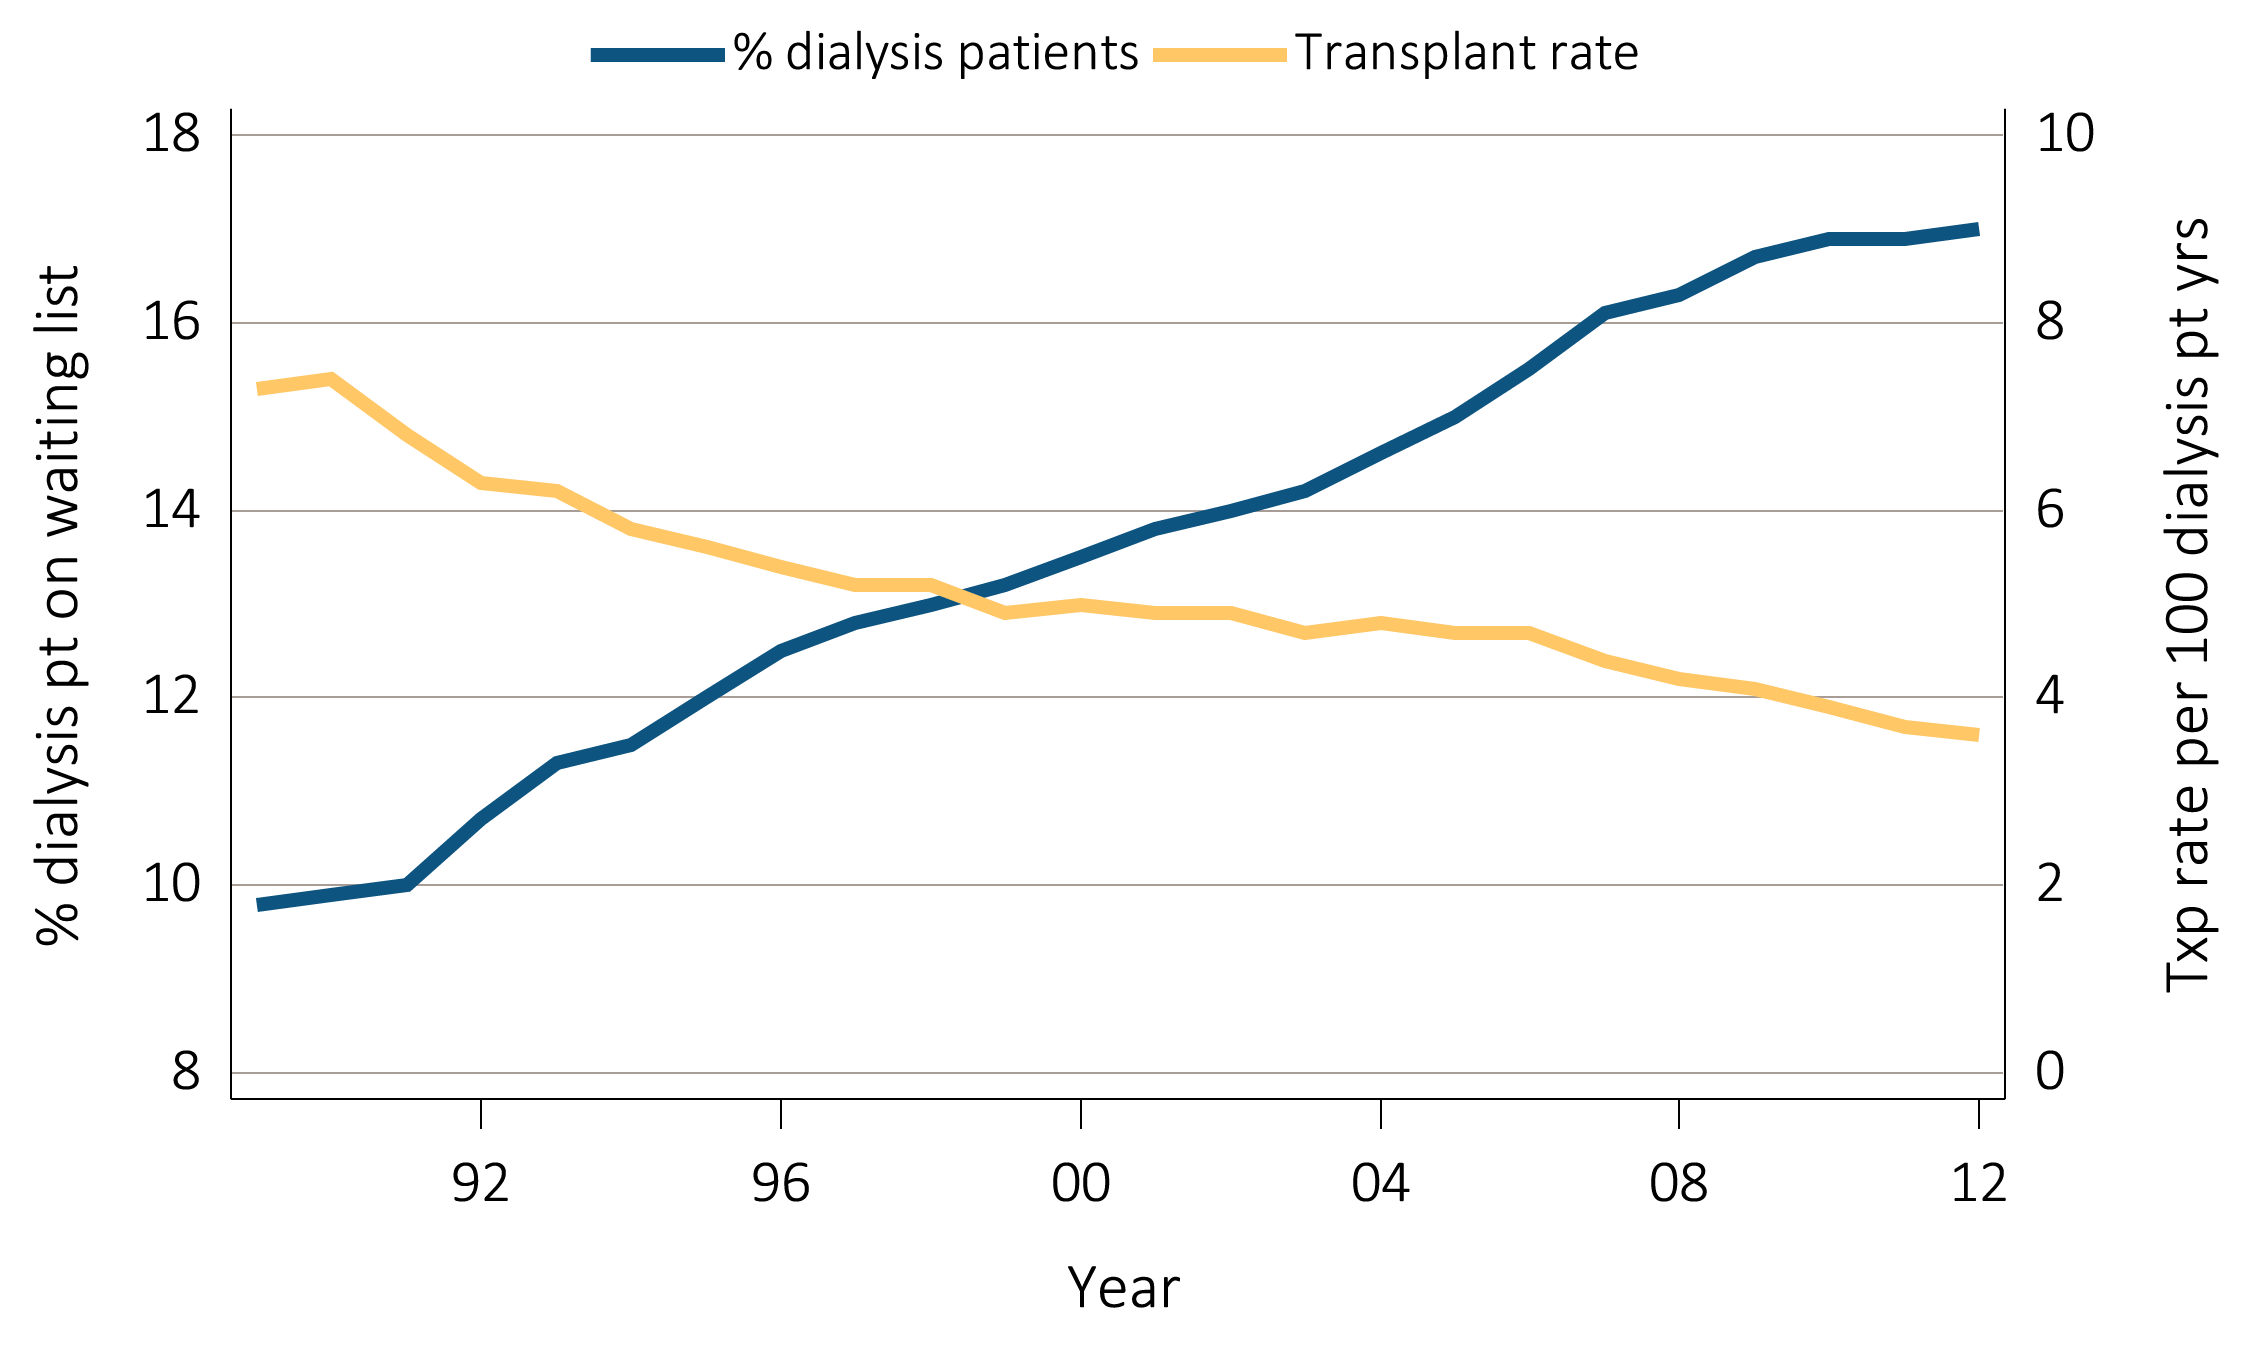 % dialysis patients Transplant rate
% dialysis pt on waiting list
18
16
14
12
10
8
10
8
6
4
2
0
Txp rate per 100 dialysis pt yrs
92 96 00 04 08 12
Year